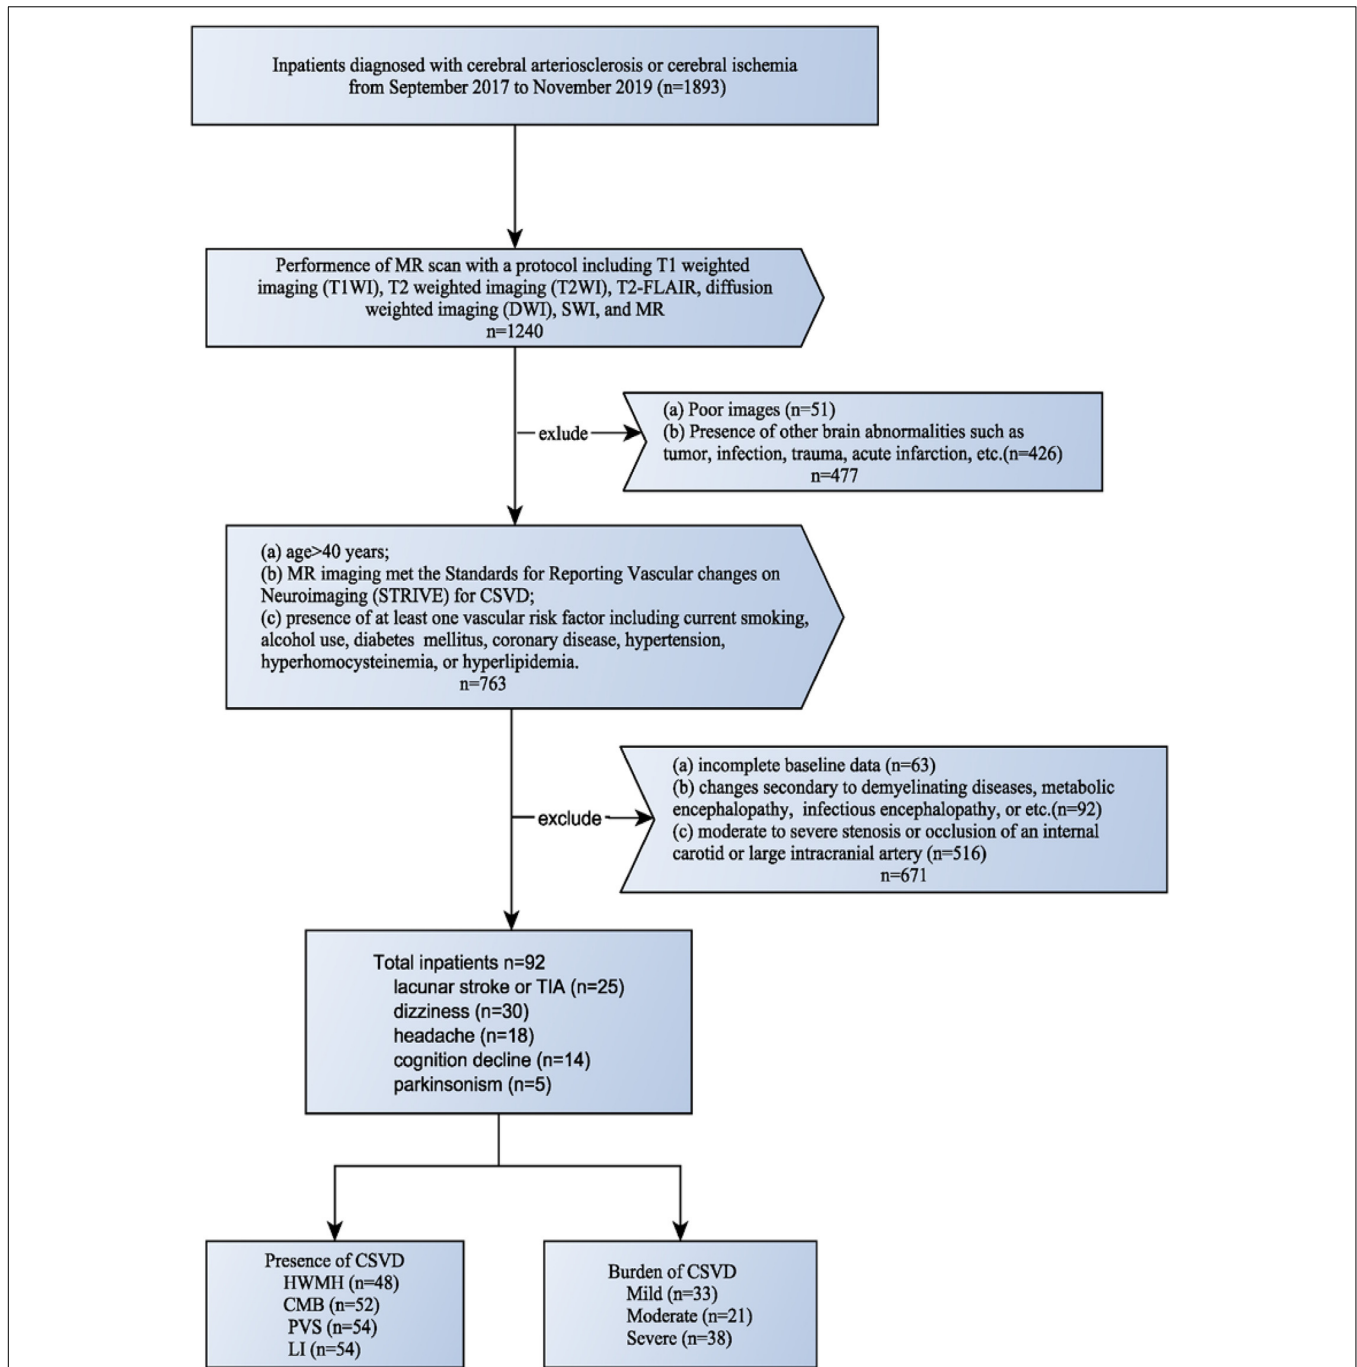 Inpatients diagnosed with cerebral arteriosclerosis or cerebral ischemia
from September 2017 to November 2019 (n=1893)
Performence of MR scan with a protocol including T1 weighted
imaging (T1WI), T2 weighted imaging (T2WI), T2-FLAIR, diffusion
weighted imaging (DWI), SWI, and MR
n=1240
exlude
(a) Poor images (n=51)
(b) Presence of other brain abnormalities such as
tumor, infection, trauma, acute infarction, etc.(n=426)
n=477
(a) age>40 years;
(b) MR imaging met the Standards for Reporting Vascular changes on
Neuroimaging (STRIVE) for CSVD;
(c) presence of at least one vascular risk factor including current smoking,
alcohol use, diabetes mellitus, coronary disease, hypertension,
hyperhomocysteinemia, or hyperlipidemia.
n=763
exclude
(a) incomplete baseline data (n=63)
(b) changes secondary to demyelinating diseases, metabolic
encephalopathy, infectious encephalopathy, or etc.(n=92)
(c) moderate to severe stenosis or occlusion of an internal
carotid or large intracranial artery (n=516)
n=671
Total inpatients n=92
lacunar stroke or TIA (n=25)
dizziness (n=30)
headache (n=18)
cognition decline (n=14)
parkinsonism (n=5)
Presence of CSVD
HWMH (n=48)
CMB (n=52)
PVS (n=54)
LI (n=54)
Burden of CSVD
Mild (n=33)
Moderate (n=21)
Severe (n=38)